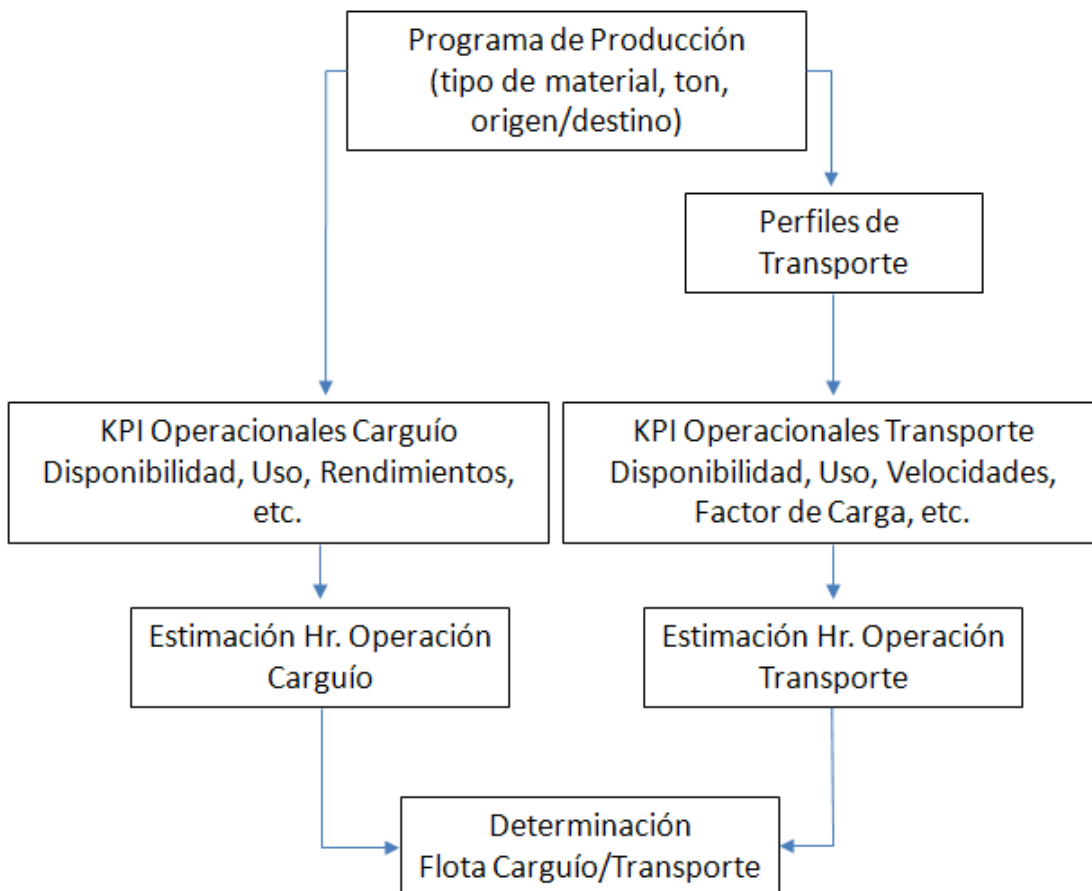 Programa de Producción
(tipo de material, ton,
origen/destino)
Perfiles de
Transporte
KPI Operacionales Carguío
Disponibilidad, Uso, Rendimientos,
etc.
KPI Operacionales Transporte
Disponibilidad, Uso, Velocidades,
Factor de Carga, etc.
Estimación Hr. Operación
Carguío
Estimación Hr. Operación
Transporte
Determinación
Flota Carguío/Transporte